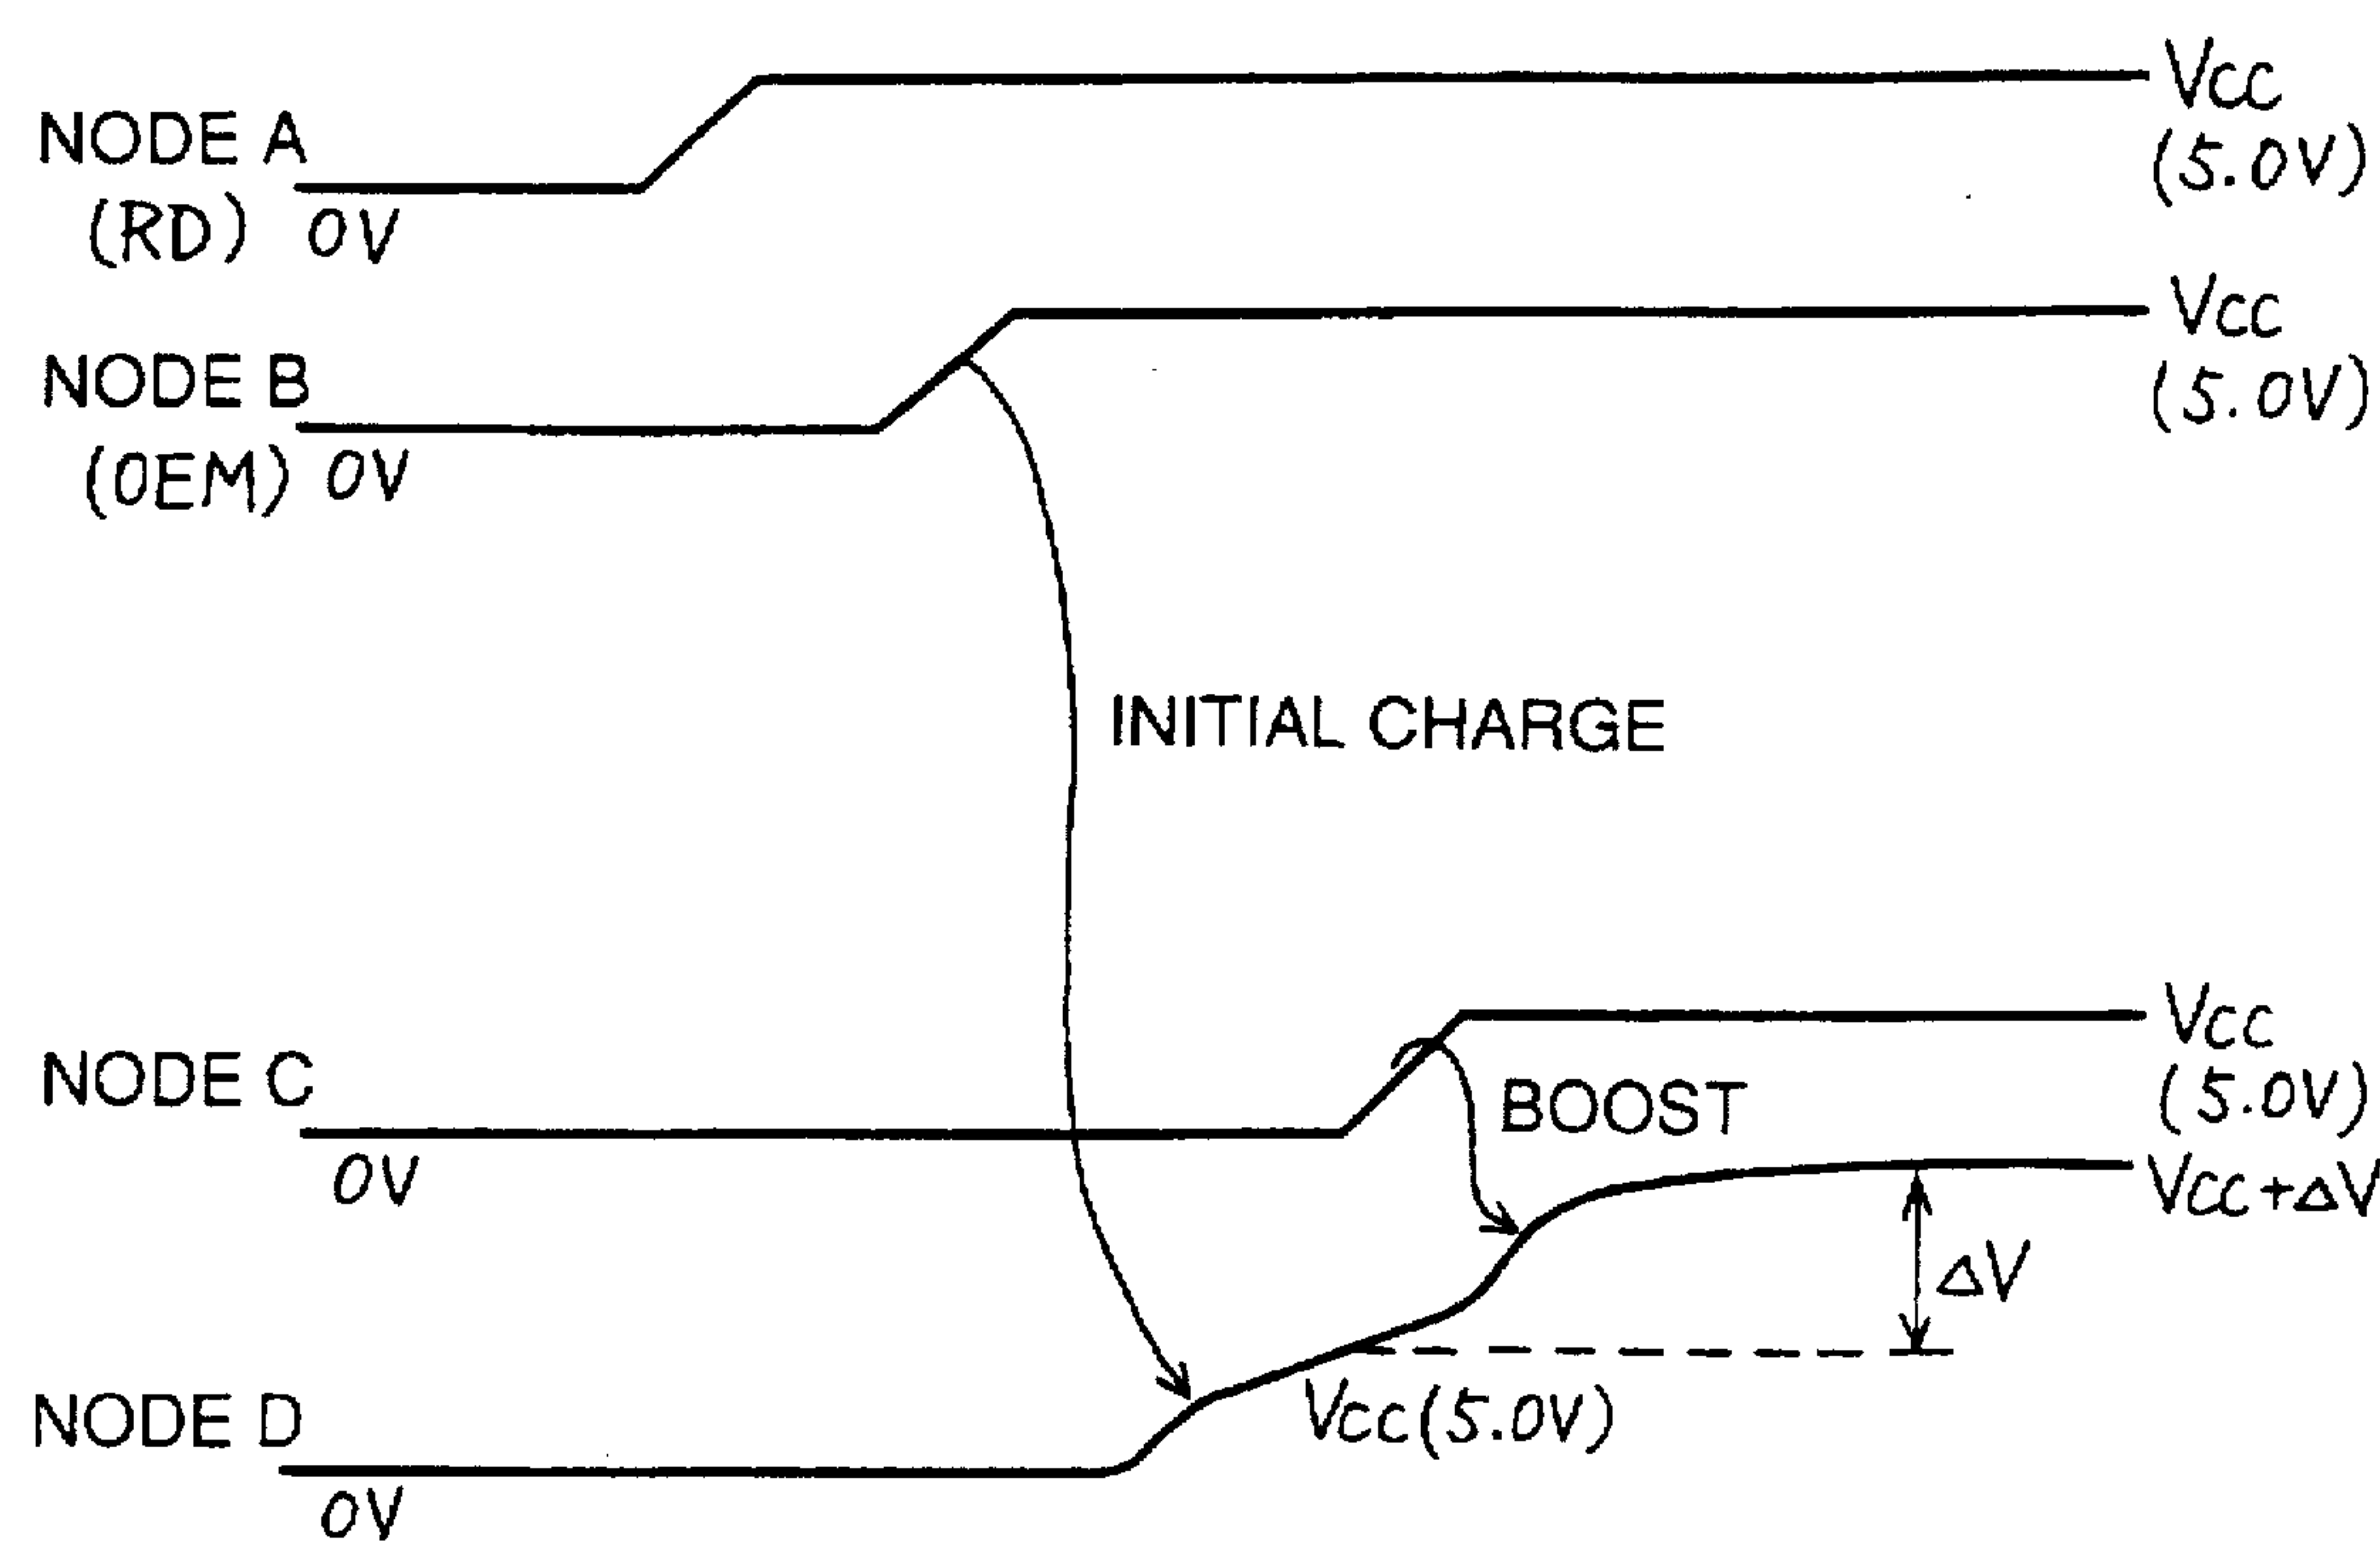 NODE A
(RD) 0V
Vcc
(5.0V)
NODE B
(OEM) 0V
Vcc
(5.0V)
INITIAL CHARGE
NODE C
0V
Vcc
(5.0V)
BOOST
Vcc+ΔV
ΔV
Vcc(5.0V)
NODE D
0V